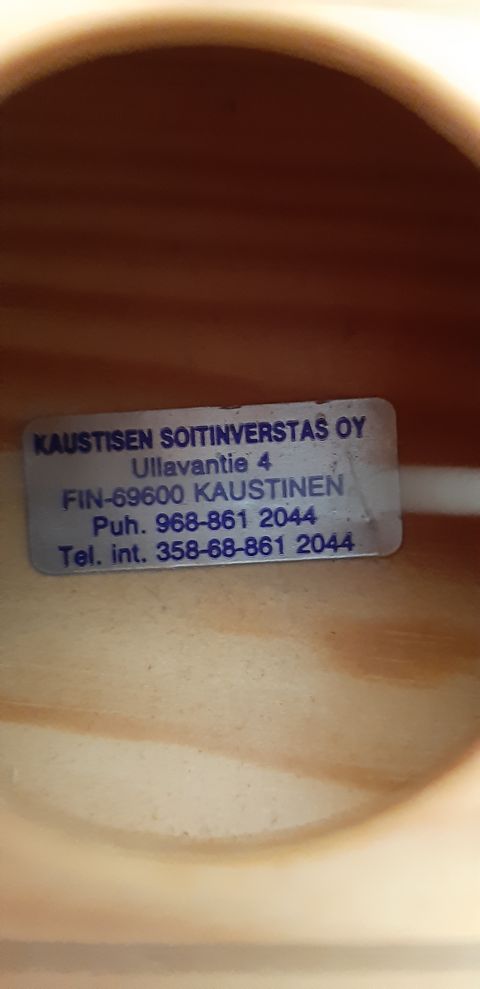 KAUSTISEN SOITINVERSTAS OY
Ullavantie 4
FIN-69600 KAUSTINEN
Puh. 968-861 2044
Tel. int. 358-68-861 2044